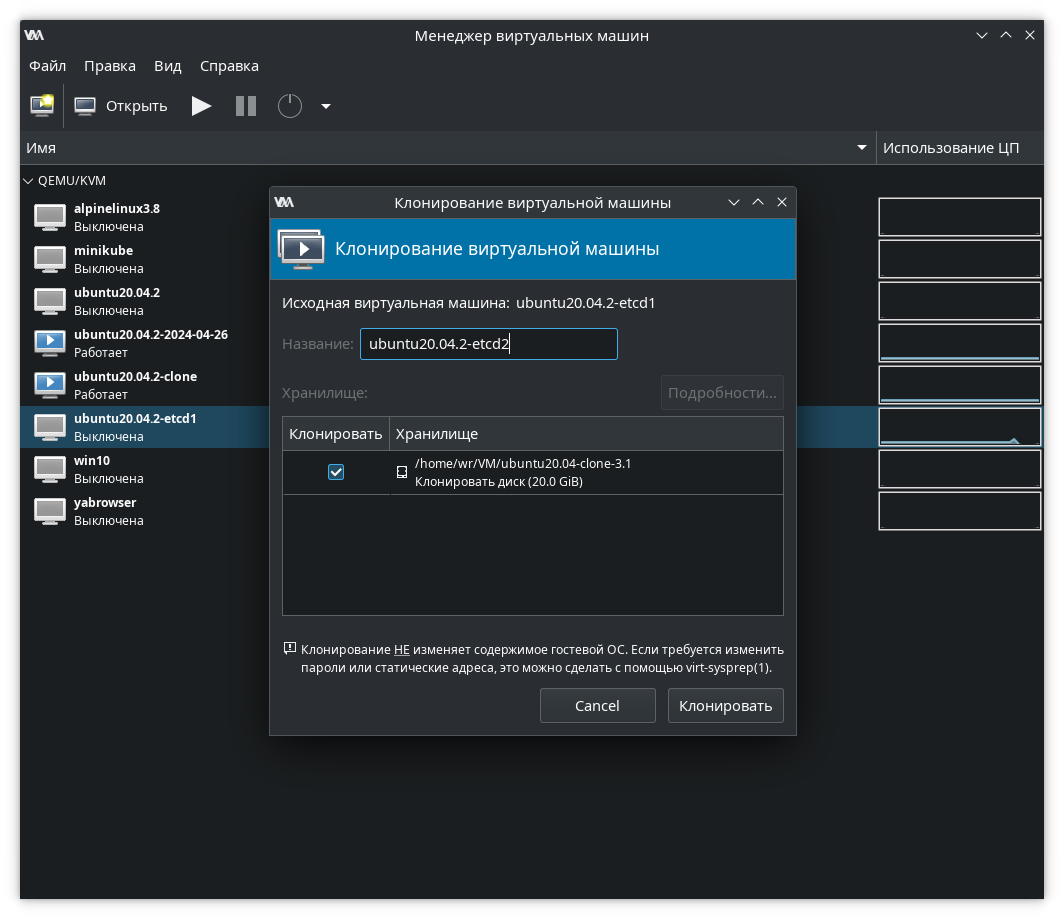 Менеджер виртуальных машин
Файл Правка Вид Справка
Открыть
Имя Использование ЦП
QEMU/KVM
alpinelinux3.8
Выключена
minikube
Выключена
ubuntu20.04.2
Выключена
ubuntu20.04.2-2024-04-26
Работает
ubuntu20.04.2-clone
Работает
ubuntu20.04.2-etcd1
Выключена
win10
Выключена
yabrowser
Выключена
Клонирование виртуальной машины
Клонирование виртуальной машины
Исходная виртуальная машина: ubuntu20.04.2-etcd1
Название: ubuntu20.04.2-etcd2
Хранилище: Подробности...
Клонировать Хранилище
/home/wr/VM/ubuntu20.04-clone-3.1
Клонировать диск (20.0 GiB)
Клонирование НЕ изменяет содержимое гостевой ОС. Если требуется изменить
пароли или статические адреса, это можно сделать с помощью virt-sysprep(1).
Cancel Клонировать